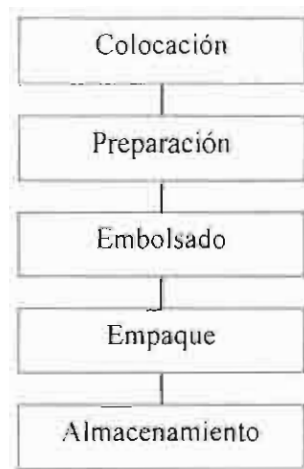 Colocación
Preparación
Embolsado
Empaque
Almacenamiento